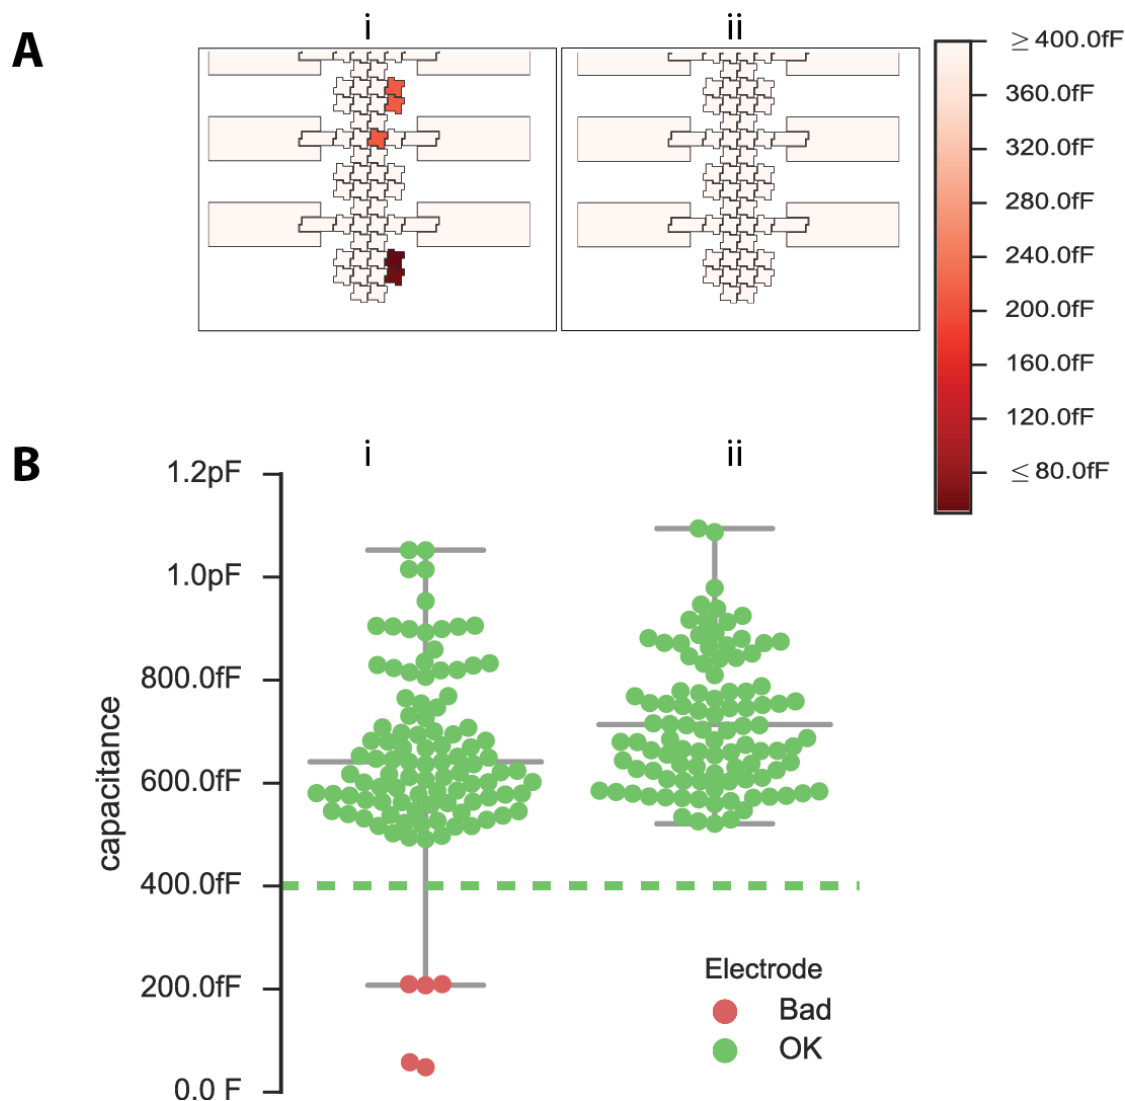 A
i
ii
≥ 400.0fF
360.0fF
320.0fF
280.0fF
240.0fF
200.0fF
160.0fF
120.0fF
≤ 80.0fF
B
i
ii
capacitance
1.2pF
1.0pF
800.0fF
600.0fF
400.0fF
200.0fF
0.0 F
Electrode
Bad
OK